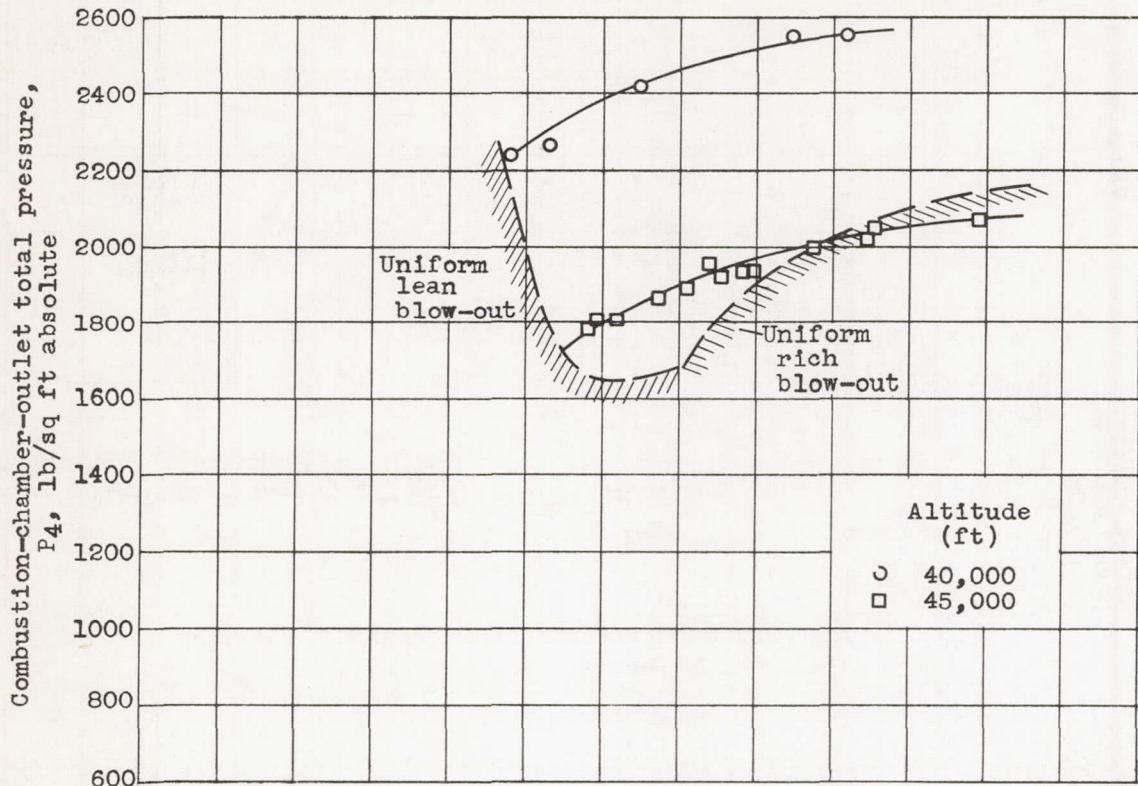 Combustion-chamber-outlet total pressure,
P4, lb/sq ft absolute
2600
2400
2200
2000
1800
1600
1400
1200
1000
800
600
Uniform
lean
blow-out
Uniform
rich
blow-out
Altitude
(ft)
40,000
45,000